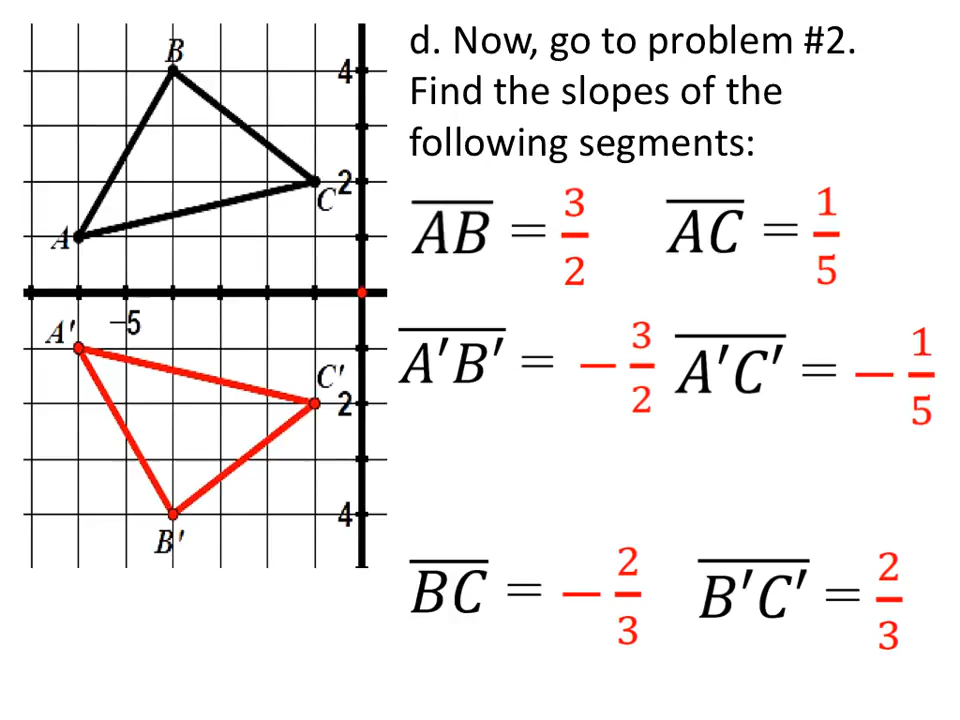 d. Now, go to problem #2.
Find the slopes of the
following segments:
B
4
2
C
A
A'
−5
C'
2
4
B'
AB = 3/2
AC = 1/5
A'B' = − 3/2
A'C' = − 1/5
BC = − 2/3
B'C' = 2/3